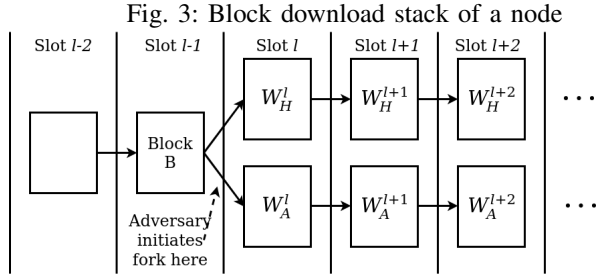 Fig. 3: Block download stack of a node
Slot l-2 Slot l-1 Slot l Slot l+1 Slot l+2
W_H^l W_H^{l+1} W_H^{l+2} ...
Block
B
W_A^l W_A^{l+1} W_A^{l+2} ...
Adversary
initiates
fork here